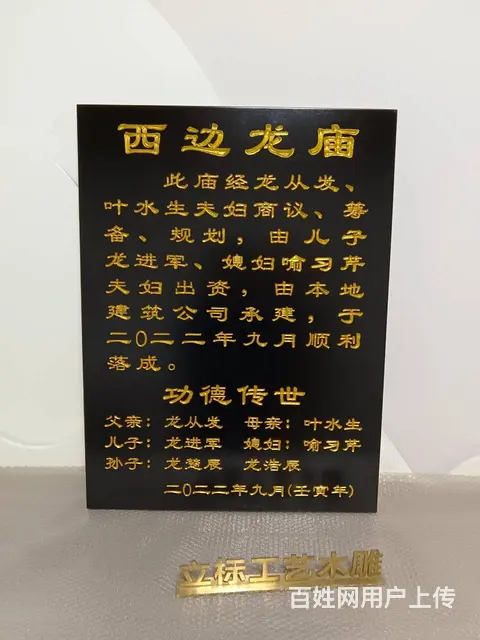 西边龙庙
此庙经龙从发、
叶水生夫妇商议、筹
备、规划，由儿子
龙进军、媳妇喻习芹
夫妇出资，由本地
建筑公司承建，于
二〇二二年九月顺利
落成。
功德传世
父亲：龙从发 母亲：叶水生
儿子：龙进军 媳妇：喻习芹
孙子：龙楚宸 龙浩宸
二〇二二年九月(壬寅年)
立标工艺木雕
百姓网用户上传